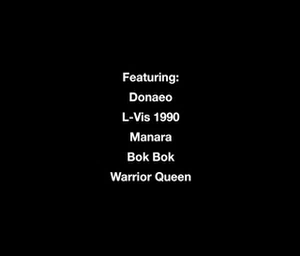 Featuring:
Donaeo
L-Vis 1990
Manara
Bok Bok
Warrior Queen